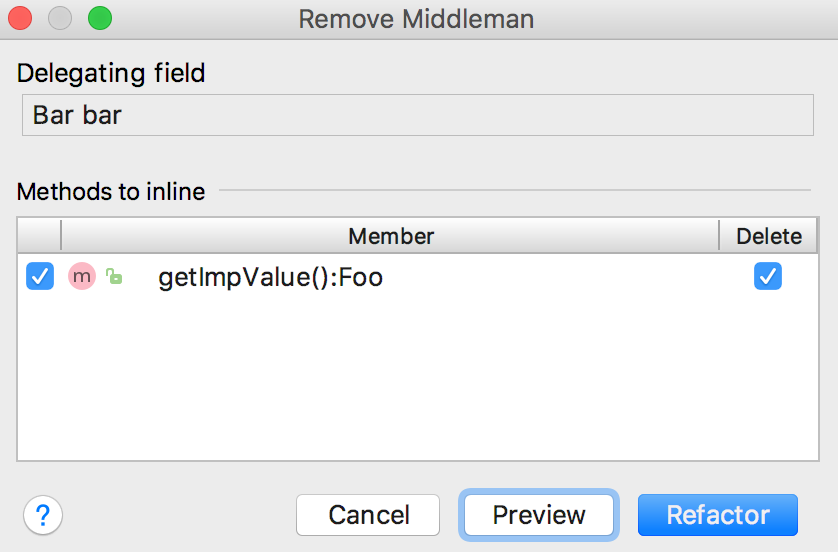 Remove Middleman
Delegating field
Bar bar
Methods to inline
Member Delete
m getImpValue():Foo
? Cancel Preview Refactor